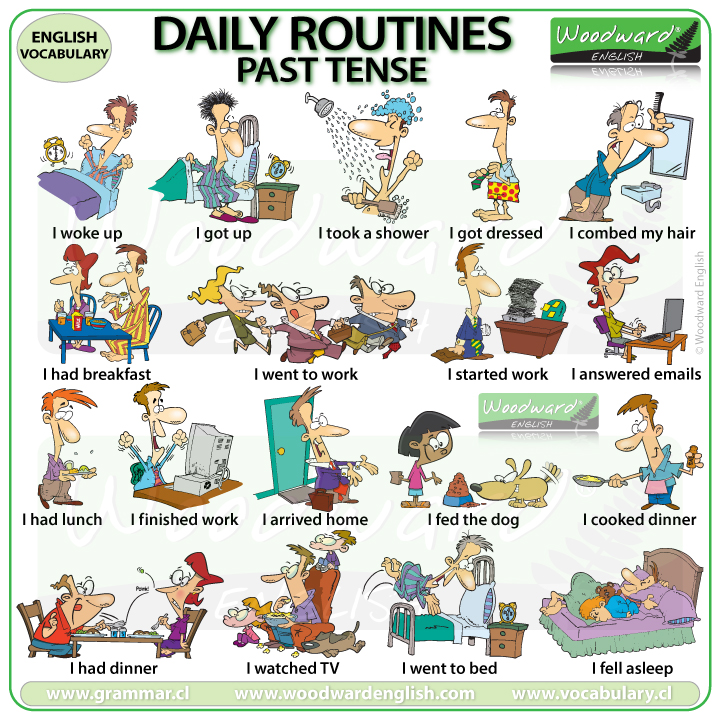 ENGLISH
VOCABULARY
DAILY ROUTINES
PAST TENSE
Woodward®
ENGLISH
I woke up
I got up
I took a shower
I got dressed
I combed my hair
I had breakfast
I went to work
I started work
I answered emails
© Woodward English
Woodward®
ENGLISH
I had lunch
I finished work
I arrived home
I fed the dog
I cooked dinner
POINK!
I had dinner
I watched TV
I went to bed
I fell asleep
www.grammar.cl
www.woodwardenglish.com
www.vocabulary.cl